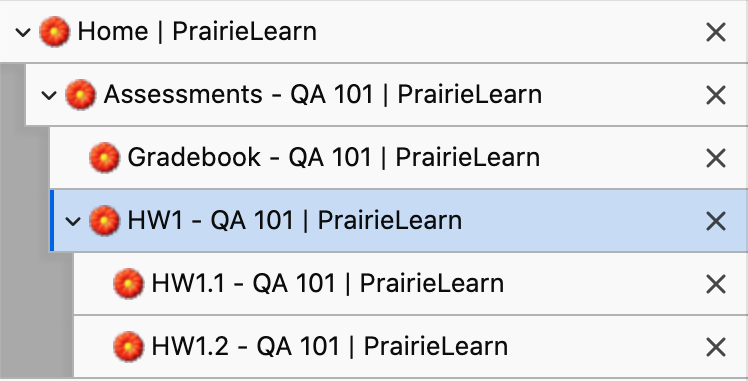 Home | PrairieLearn
Assessments - QA 101 | PrairieLearn
Gradebook - QA 101 | PrairieLearn
HW1 - QA 101 | PrairieLearn
HW1.1 - QA 101 | PrairieLearn
HW1.2 - QA 101 | PrairieLearn